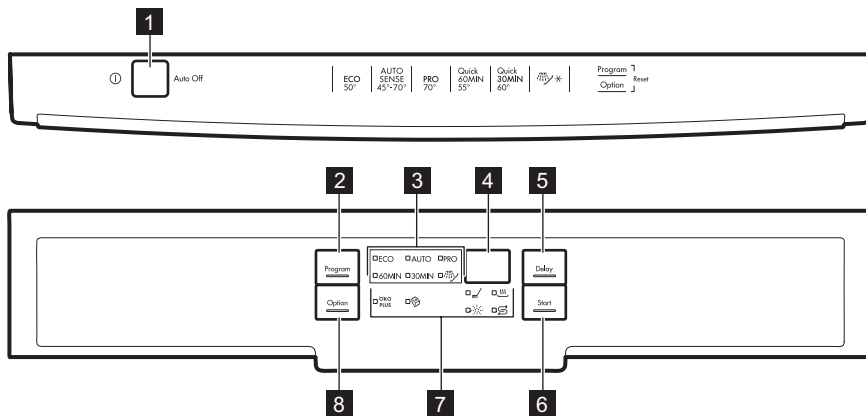 1
Auto Off
ECO
50°
AUTO
SENSE
45°-70°
PRO
70°
Quick
60MIN
55°
Quick
30MIN
60°
Program
Option
Reset
2
3
4
5
Program
ECO AUTO PRO
60MIN 30MIN
Delay
Option
ÖKO
PLUS
Start
8
7
6